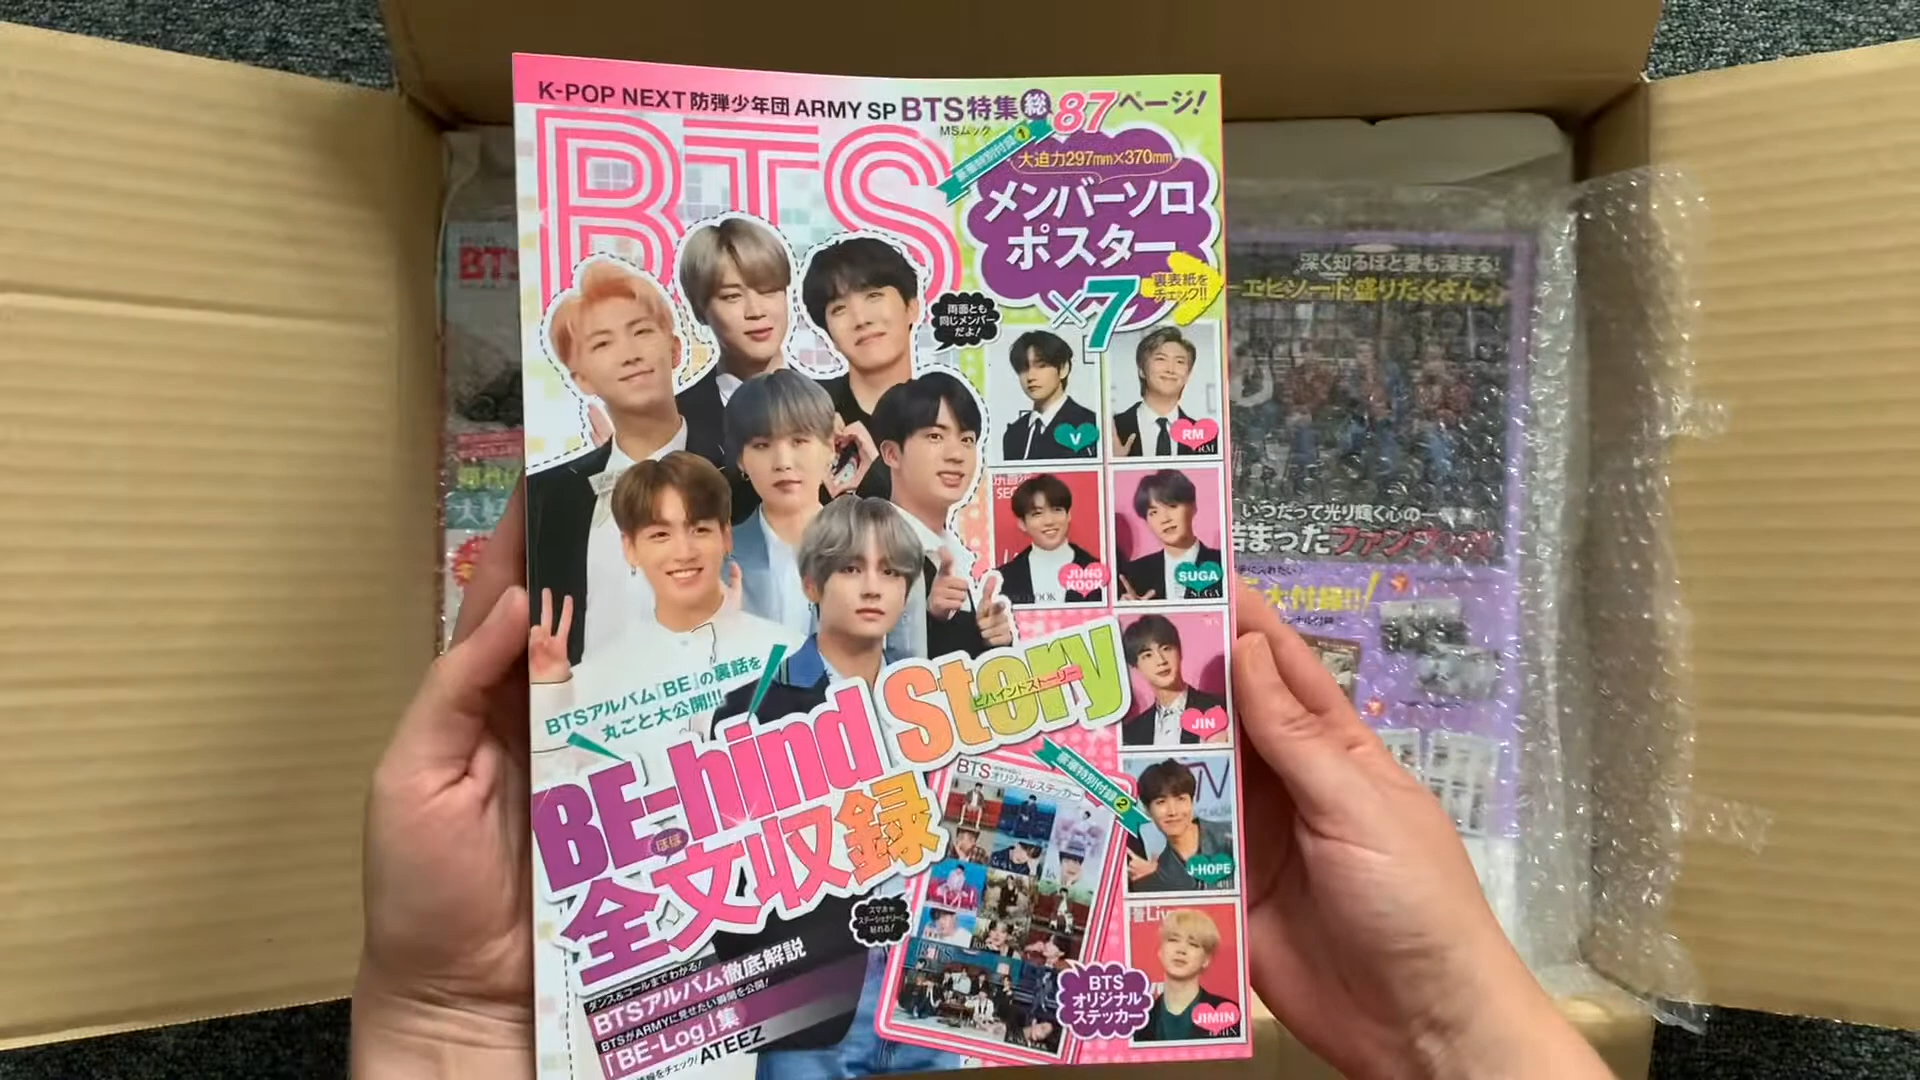 K-POP NEXT 防弾少年団 ARMY SP BTS特集 総87ページ!
MSムック
BTS
豪華特別付録1
大迫力297mm×370mm
メンバーソロ
ポスター
×7
裏表紙を
チェック!!
両面とも
同じメンバー
だよ!
V
RM
JUNG
KOOK
SUGA
JIN
J-HOPE
JIMIN
BTSアルバム『BE』の裏話を
丸ごと大公開!!!
BE-hind Story
ビハインドストーリー
ほぼ
全文収録
豪華特別付録2
BTSオリジナルステッカー
スマホや
ステーショナリーに
貼れる!
BTS
オリジナル
ステッカー
ダンス&コールまでわかる!
BTSアルバム徹底解説
BTSがARMYに見せたい瞬間を公開!
「BE-Log」集
をチェック! ATEEZ
深く知るほど愛も深まる!
エピソード盛りだくさん
いつだって光り輝く心の
詰まったファンブック
大付録!!